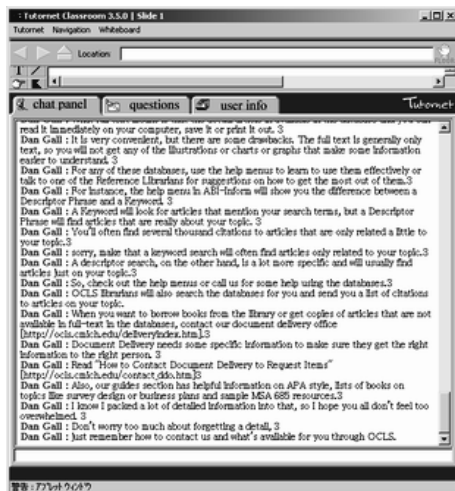 : Tutornet Classroom 3.5.0 | Slide 1
Tutornet Navigation Whiteboard
Location:
chat panel questions user info Tutornet
read it immediately on your computer, save it or print it out. 3
Dan Gall : It is very convenient, but there are some drawbacks. The full text is generally only
text, so you will not get any of the illustrations or charts or graphs that make some information
easier to understand. 3
Dan Gall : For any of these databases, use the help menus to learn to use them effectively or
talk to one of the Reference Librarians for suggestions on how to get the most out of them.3
Dan Gall : For instance, the help menu in ABI-Inform will show you the difference between a
Descriptor Phrase and a Keyword. 3
Dan Gall : A Keyword will look for articles that mention your search terms, but a Descriptor
Phrase will find articles that are really about your topic. 3
Dan Gall : You'll often find several thousand citations to articles that are only related a little to
your topic.3
Dan Gall : sorry, make that a keyword search will often find articles only related to your topic.3
Dan Gall : A descriptor search, on the other hand, is a lot more specific and will usually find
articles just on your topic.3
Dan Gall : So, check out the help menus or call us for some help using the databases.3
Dan Gall : OCLS librarians will also search the databases for you and send you a list of citations
to articles on your topic.
Dan Gall : When you want to borrow books from the library or get copies of articles that are not
available in full-text in the databases, contact our document delivery office
[http://ocls.cmich.edu/delivery/index.htm].3
Dan Gall : Document Delivery needs some specific information to make sure they get the right
information to the right person. 3
Dan Gall : Read "How to Contact Document Delivery to Request Items"
[http://ocls.cmich.edu/contact_ddo.htm]3
Dan Gall : Also, our guides section has helpful information on APA style, lists of books on
topics like survey design or business plans and sample MSA 685 resources.3
Dan Gall : I know I packed a lot of detailed information into that, so I hope you all don't feel too
overwhelmed. 3
Dan Gall : Don't worry too much about forgetting a detail, 3
Dan Gall : just remember how to contact us and what's available for you through OCLS.
警告 : アプレット ウィンドウ